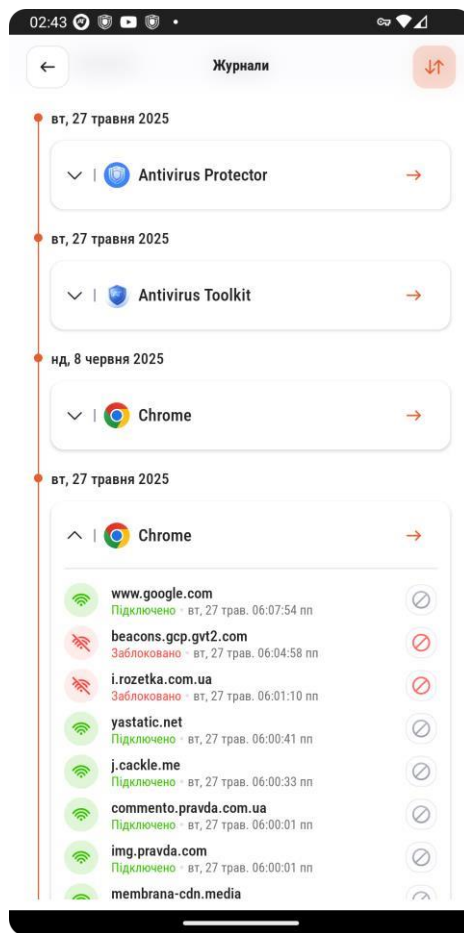 02:43
Журнали
вт, 27 травня 2025
Antivirus Protector
вт, 27 травня 2025
Antivirus Toolkit
нд, 8 червня 2025
Chrome
вт, 27 травня 2025
Chrome
www.google.com
Підключено · вт, 27 трав. 06:07:54 пп
beacons.gcp.gvt2.com
Заблоковано · вт, 27 трав. 06:04:58 пп
i.rozetka.com.ua
Заблоковано · вт, 27 трав. 06:01:10 пп
yastatic.net
Підключено · вт, 27 трав. 06:00:41 пп
j.cackle.me
Підключено · вт, 27 трав. 06:00:33 пп
commento.pravda.com.ua
Підключено · вт, 27 трав. 06:00:01 пп
img.pravda.com
Підключено · вт, 27 трав. 06:00:01 пп
membrana-cdn.media